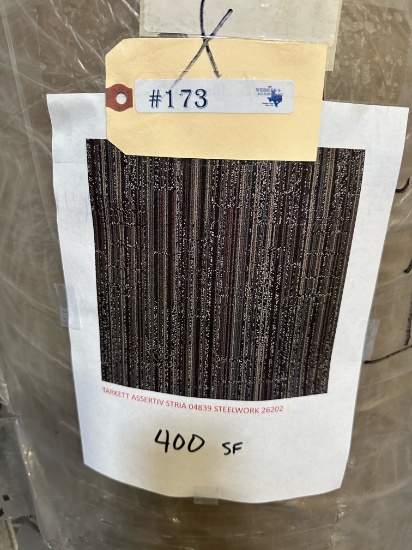 #173
TARKETT ASSERTIV STRIA 04839 STEELWORK 26202
400 SF